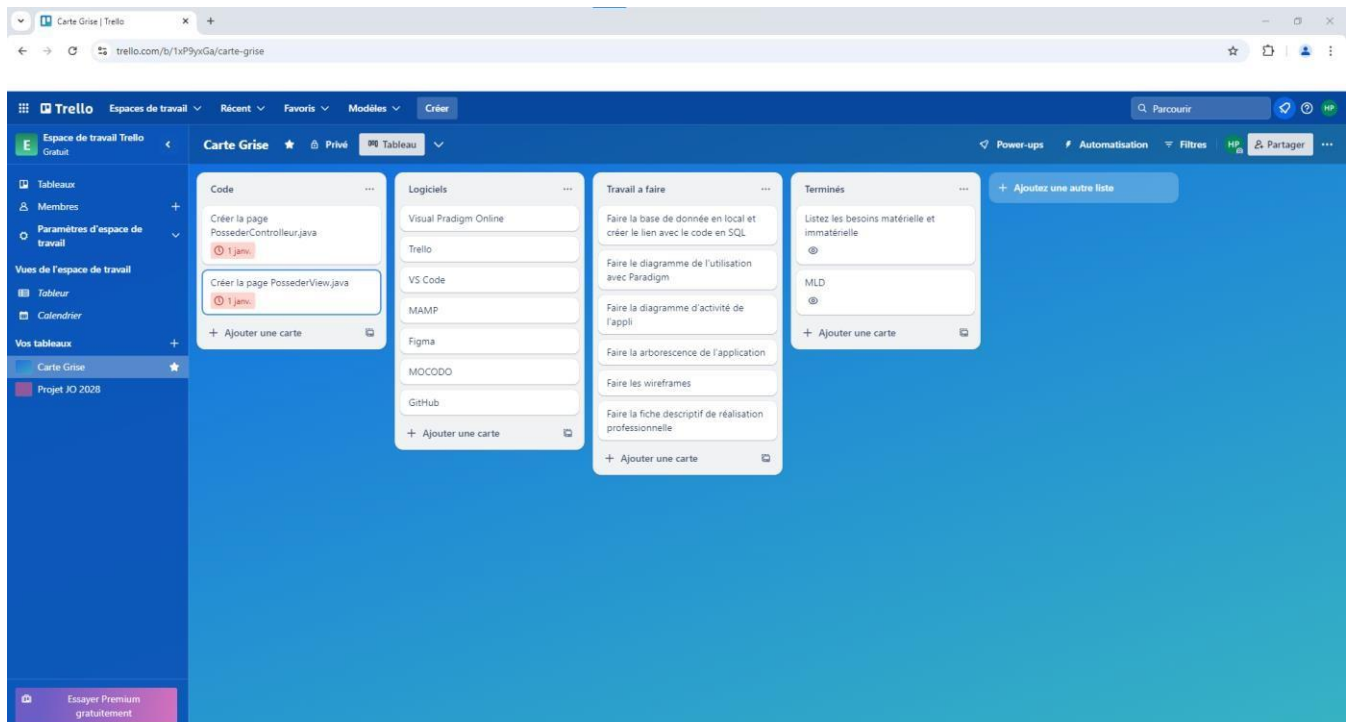 Carte Grise | Trello
trello.com/b/1xP9yxGa/carte-grise
Trello Espaces de travail Récent Favoris Modèles Créer Parcourir HP
E Espace de travail Trello
Gratuit
Carte Grise Privé Tableau Power-ups Automatisation Filtres HP Partager
Tableaux
Membres
Paramètres d'espace de
travail
Vues de l'espace de travail
Tableur
Calendrier
Vos tableaux
Carte Grise
Projet JO 2028
Essayer Premium
gratuitement
Code
Créer la page
PossederControlleur.java
1 janv.
Créer la page PossederView.java
1 janv.
+ Ajouter une carte
Logiciels
Visual Pradigm Online
Trello
VS Code
MAMP
Figma
MOCODO
GitHub
+ Ajouter une carte
Travail a faire
Faire la base de donnée en local et
créer le lien avec le code en SQL
Faire le diagramme de l'utilisation
avec Paradigm
Faire la diagramme d'activité de
l'appli
Faire la arborescence de l'application
Faire les wireframes
Faire la fiche descriptif de réalisation
professionnelle
+ Ajouter une carte
Terminés
Listez les besoins matérielle et
immatérielle
MLD
+ Ajouter une carte
+ Ajoutez une autre liste